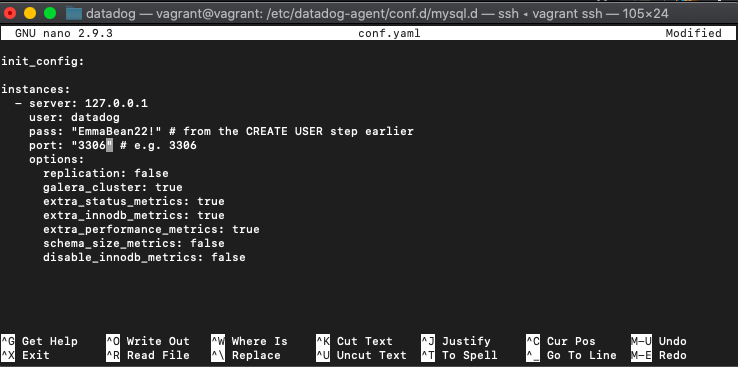 datadog — vagrant@vagrant: /etc/datadog-agent/conf.d/mysql.d — ssh ◂ vagrant ssh — 105×24
GNU nano 2.9.3 conf.yaml Modified
init_config:
instances:
  - server: 127.0.0.1
    user: datadog
    pass: "EmmaBean22!" # from the CREATE USER step earlier
    port: "3306" # e.g. 3306
    options:
      replication: false
      galera_cluster: true
      extra_status_metrics: true
      extra_innodb_metrics: true
      extra_performance_metrics: true
      schema_size_metrics: false
      disable_innodb_metrics: false
^G Get Help ^O Write Out ^W Where Is ^K Cut Text ^J Justify ^C Cur Pos M-U Undo
^X Exit ^R Read File ^\ Replace ^U Uncut Text ^T To Spell ^_ Go To Line M-E Redo